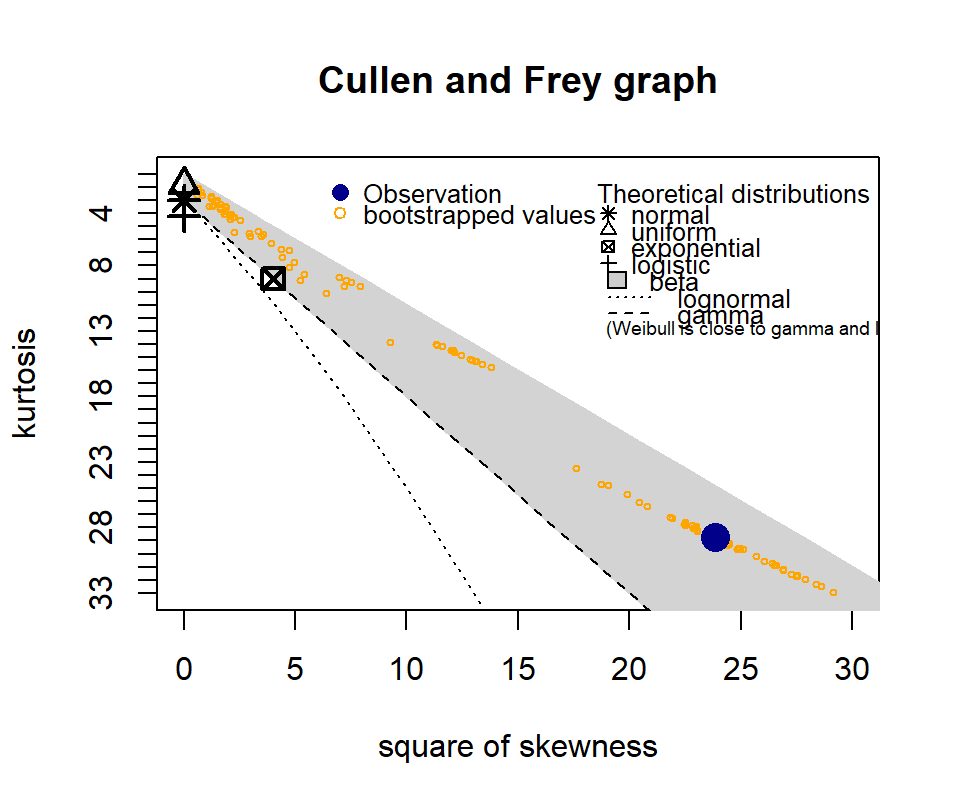 Cullen and Frey graph
Observation
bootstrapped values
Theoretical distributions
normal
uniform
exponential
logistic
beta
lognormal
gamma
(Weibull is close to gamma and l
kurtosis
4
8
13
18
23
28
33
0 5 10 15 20 25 30
square of skewness